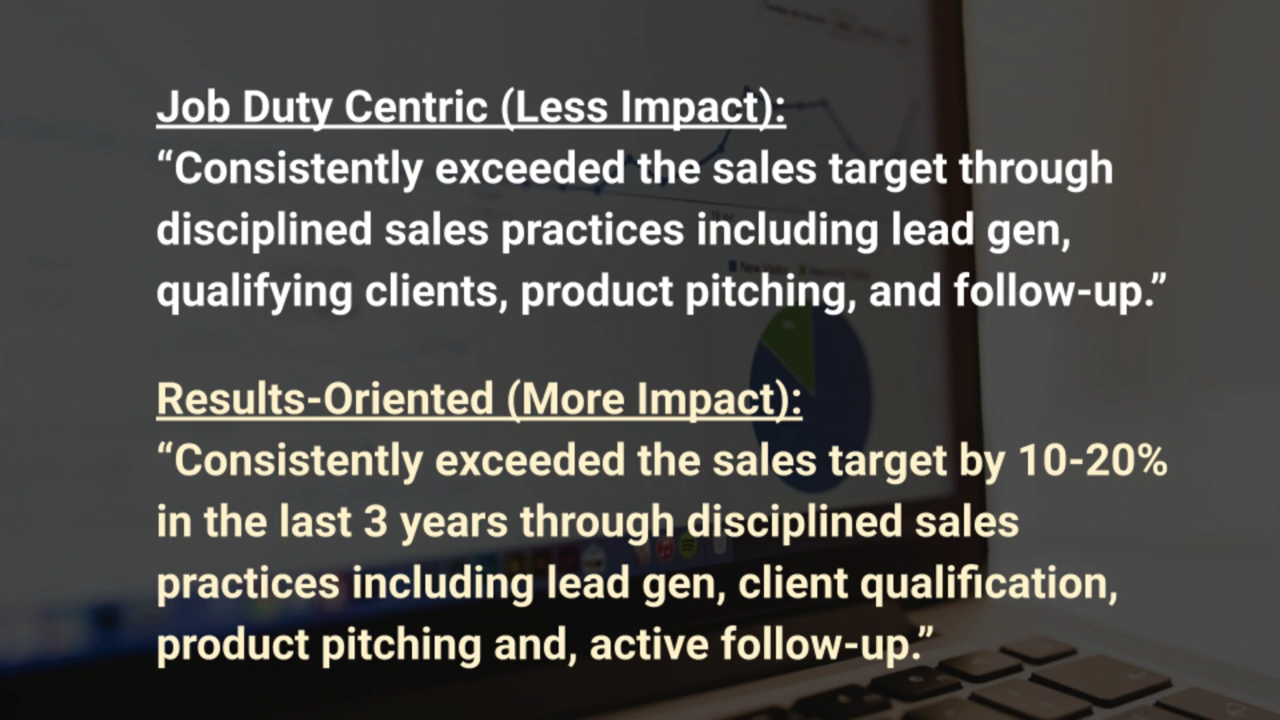 Job Duty Centric (Less Impact):
“Consistently exceeded the sales target through
disciplined sales practices including lead gen,
qualifying clients, product pitching, and follow-up.”
Results-Oriented (More Impact):
“Consistently exceeded the sales target by 10-20%
in the last 3 years through disciplined sales
practices including lead gen, client qualification,
product pitching and, active follow-up.”